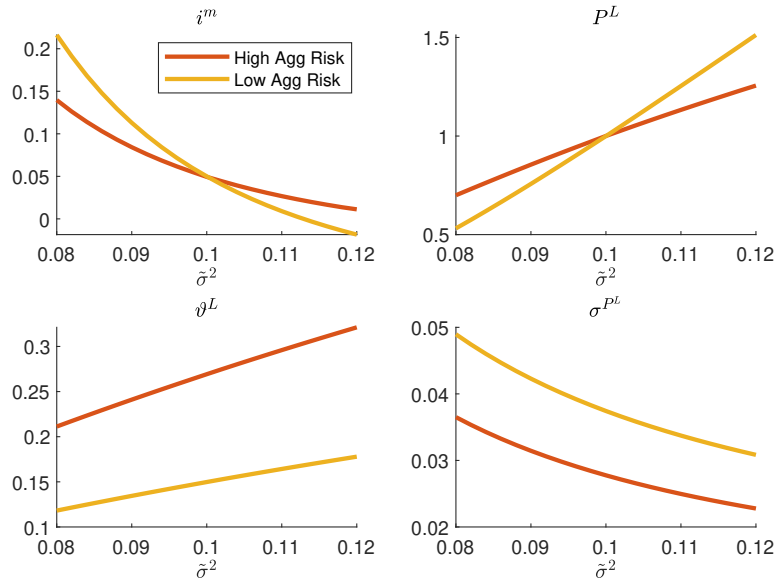 i^m
0.2
0.15
0.1
0.05
0
High Agg Risk
Low Agg Risk
0.08 0.09 0.1 0.11 0.12
σ̃²
P^L
1.5
1
0.5
0.08 0.09 0.1 0.11 0.12
σ̃²
ϑ^L
0.3
0.25
0.2
0.15
0.1
0.08 0.09 0.1 0.11 0.12
σ̃²
σ^{P^L}
0.05
0.04
0.03
0.02
0.08 0.09 0.1 0.11 0.12
σ̃²